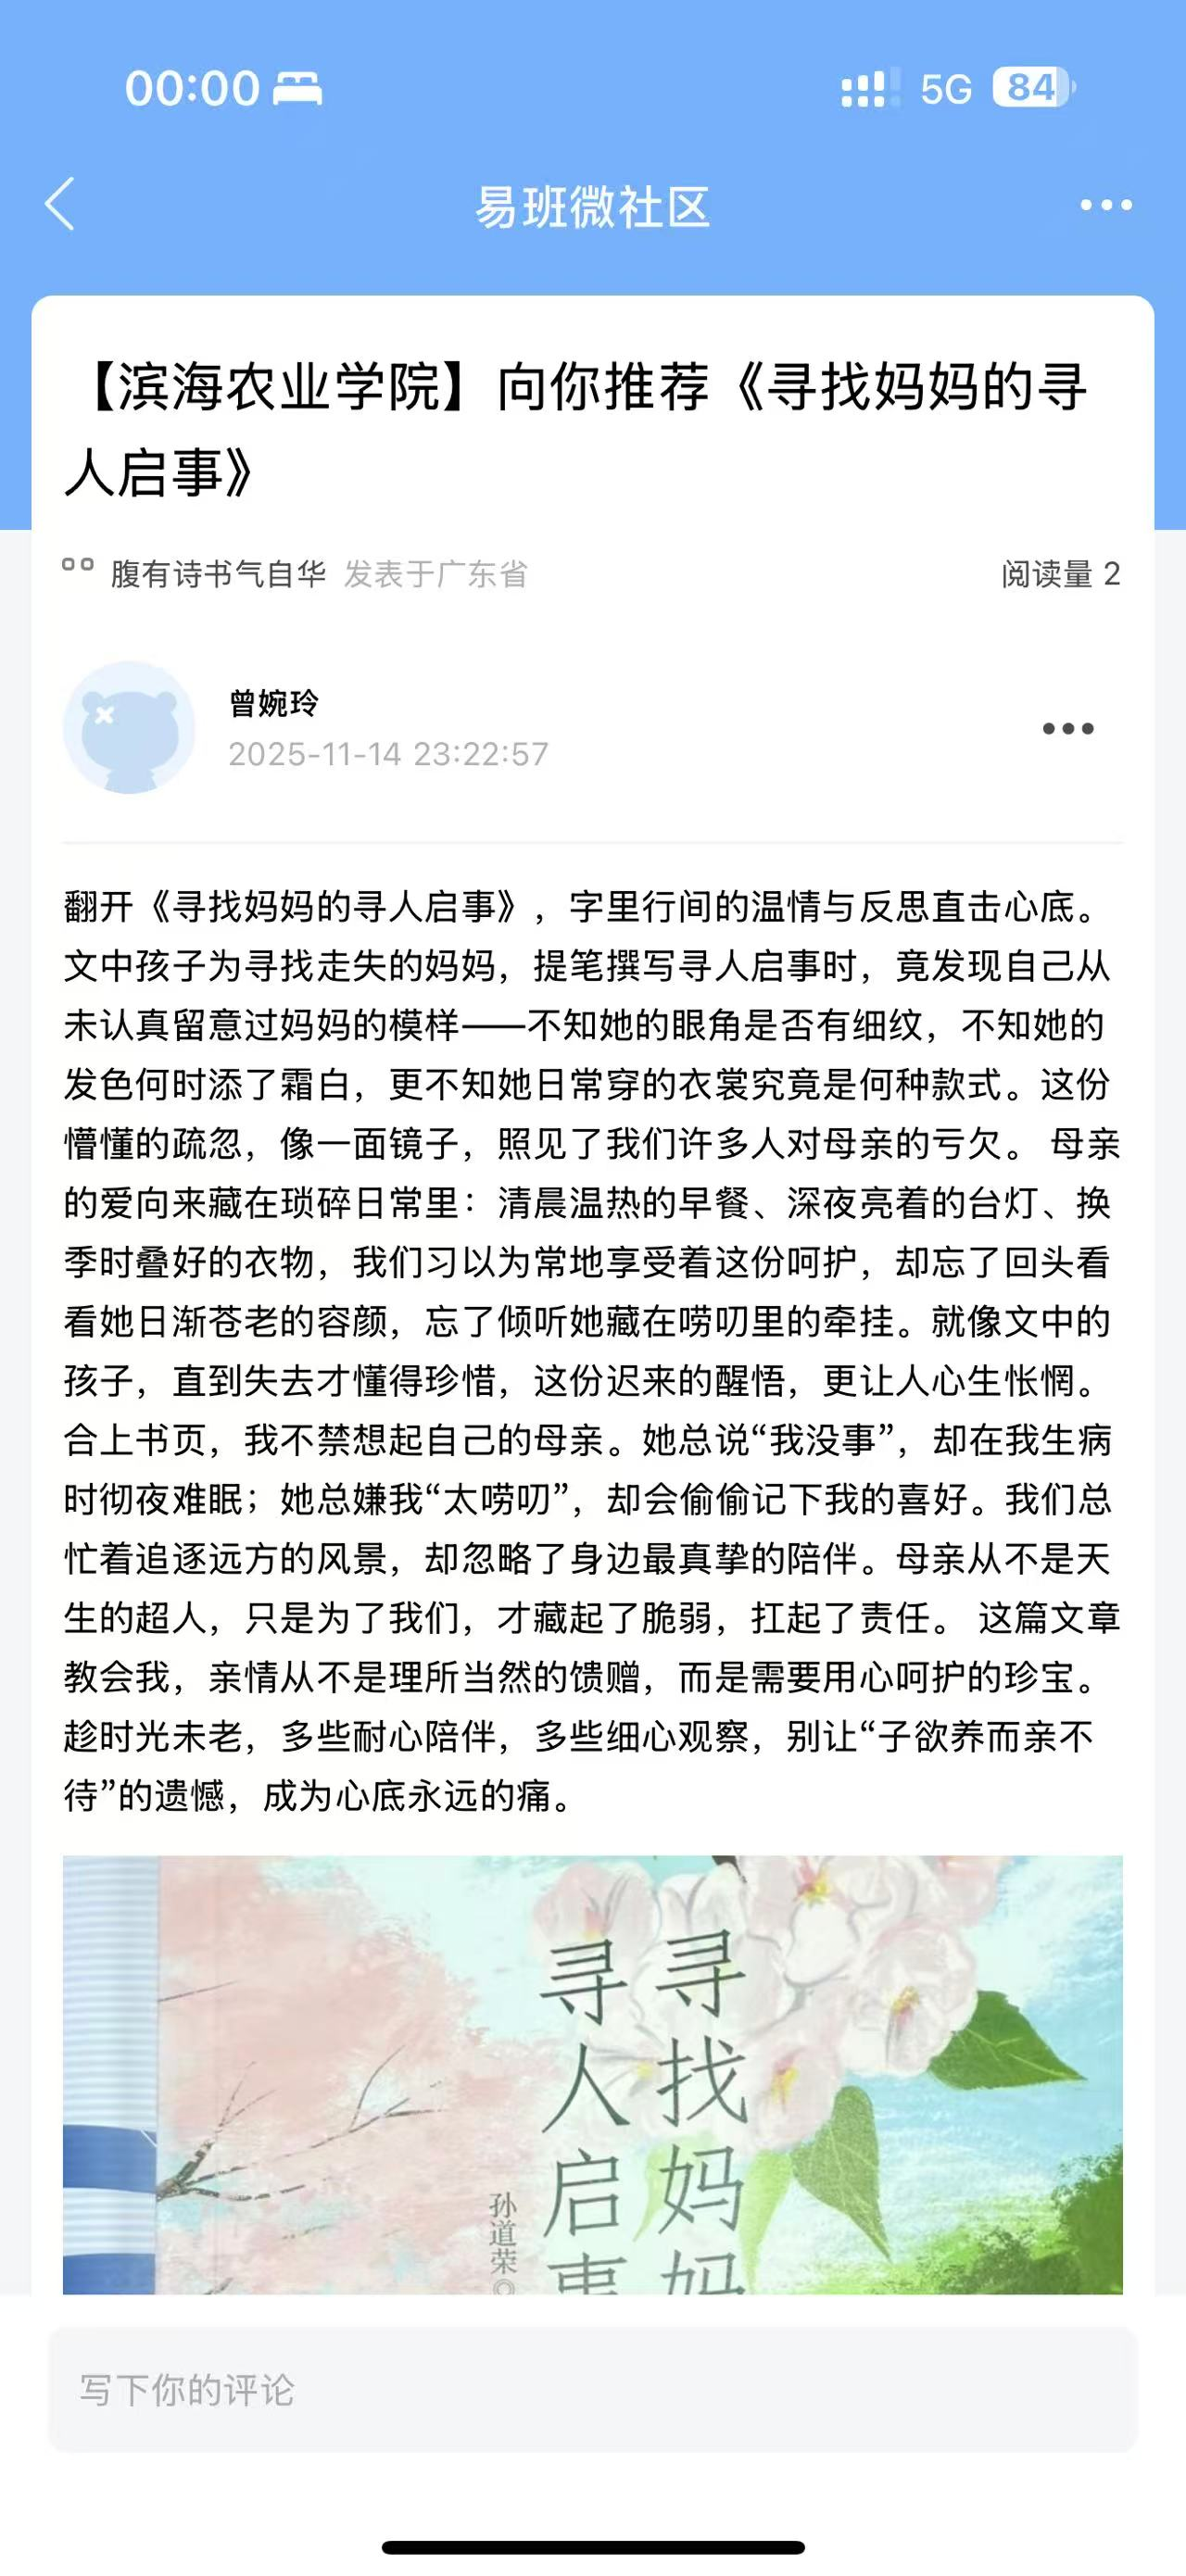 00:00 5G 84
易班微社区
【滨海农业学院】向你推荐《寻找妈妈的寻
人启事》
腹有诗书气自华 发表于广东省 阅读量 2
曾婉玲
2025-11-14 23:22:57
翻开《寻找妈妈的寻人启事》，字里行间的温情与反思直击心底。
文中孩子为寻找走失的妈妈，提笔撰写寻人启事时，竟发现自己从
未认真留意过妈妈的模样——不知她的眼角是否有细纹，不知她的
发色何时添了霜白，更不知她日常穿的衣裳究竟是何种款式。这份
懵懂的疏忽，像一面镜子，照见了我们许多人对母亲的亏欠。 母亲
的爱向来藏在琐碎日常里：清晨温热的早餐、深夜亮着的台灯、换
季时叠好的衣物，我们习以为常地享受着这份呵护，却忘了回头看
看她日渐苍老的容颜，忘了倾听她藏在唠叨里的牵挂。就像文中的
孩子，直到失去才懂得珍惜，这份迟来的醒悟，更让人心生怅惘。
合上书页，我不禁想起自己的母亲。她总说“我没事”，却在我生病
时彻夜难眠；她总嫌我“太唠叨”，却会偷偷记下我的喜好。我们总
忙着追逐远方的风景，却忽略了身边最真挚的陪伴。母亲从不是天
生的超人，只是为了我们，才藏起了脆弱，扛起了责任。 这篇文章
教会我，亲情从不是理所当然的馈赠，而是需要用心呵护的珍宝。
趁时光未老，多些耐心陪伴，多些细心观察，别让“子欲养而亲不
待”的遗憾，成为心底永远的痛。
寻找妈妈
寻人启事
孙道荣◎
写下你的评论